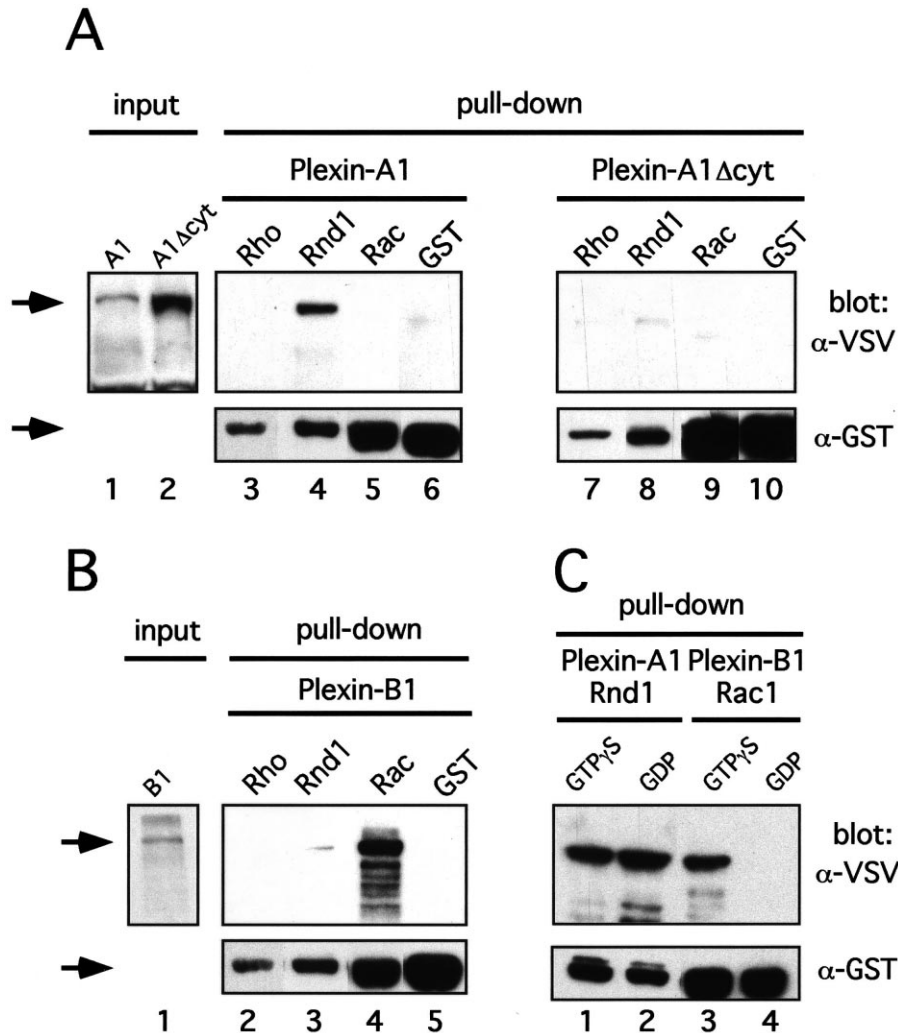 A
input pull-down
Plexin-A1 Plexin-A1Δcyt
A1 A1Δcyt Rho Rnd1 Rac GST Rho Rnd1 Rac GST
blot:
α-VSV
α-GST
1 2 3 4 5 6 7 8 9 10
B C
input pull-down pull-down
Plexin-B1 Plexin-A1 Plexin-B1
Rnd1 Rac1
B1 Rho Rnd1 Rac GST GTPγS GDP GTPγS GDP
blot:
α-VSV
α-GST
1 2 3 4 5 1 2 3 4